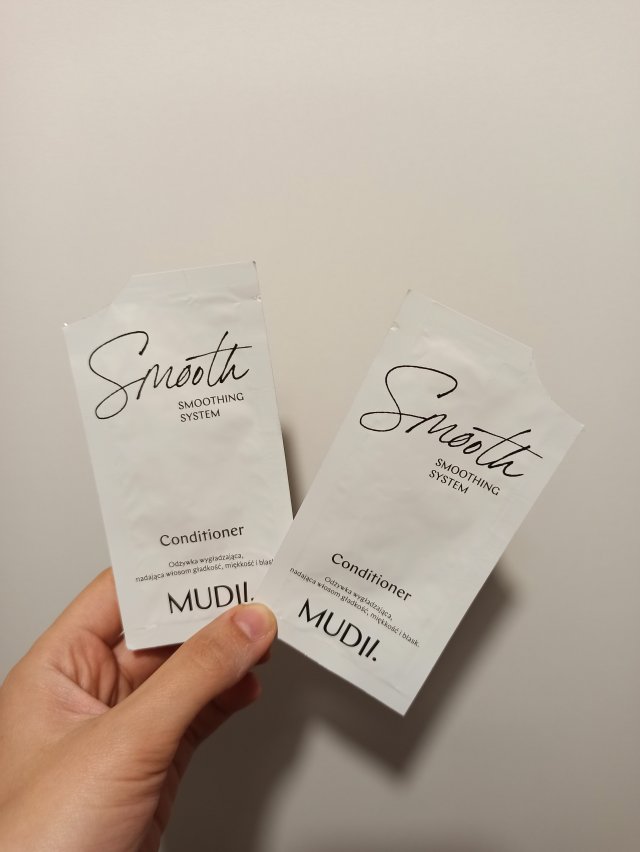 Smooth
SMOOTHING
SYSTEM
Conditioner
Odżywka wygładzająca,
nadająca włosom gładkość, miękkość i blask
MUDII.
Smooth
SMOOTHING
SYSTEM
Conditioner
Odżywka wygładzająca,
nadająca włosom gładkość, miękkość i blask.
MUDII.